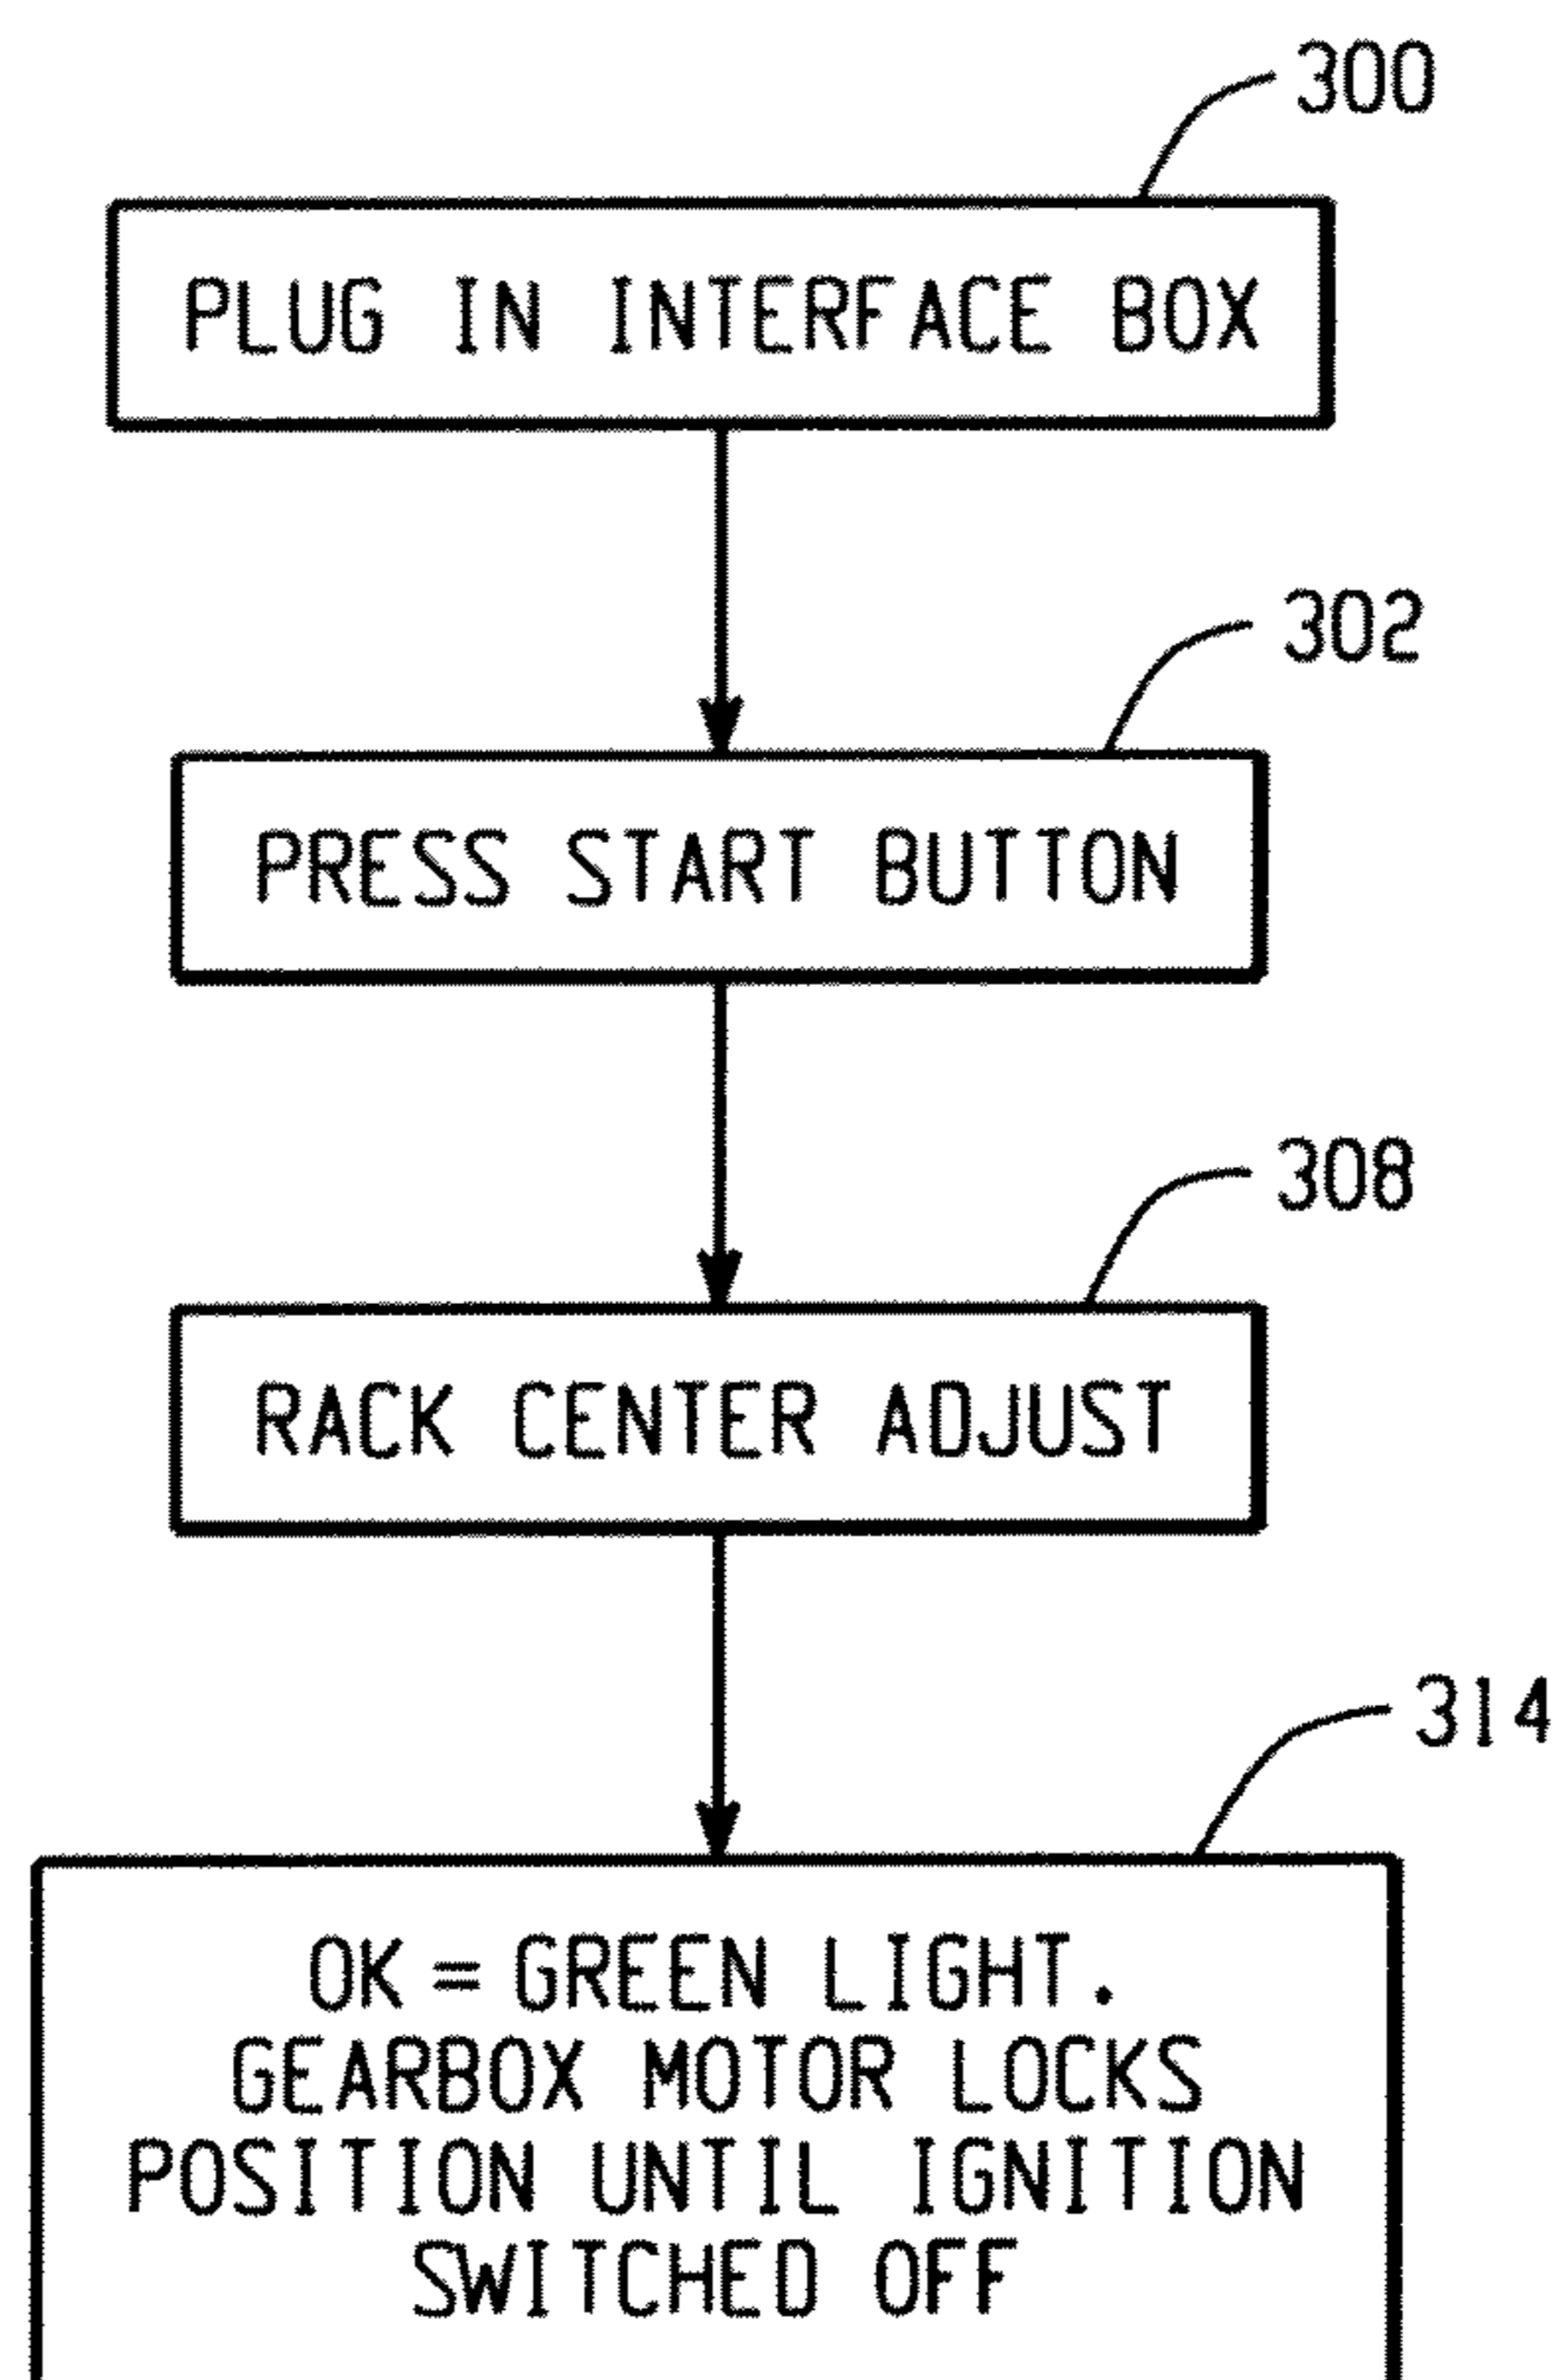 300
PLUG IN INTERFACE BOX
302
PRESS START BUTTON
308
RACK CENTER ADJUST
314
OK = GREEN LIGHT.
GEARBOX MOTOR LOCKS
POSITION UNTIL IGNITION
SWITCHED OFF